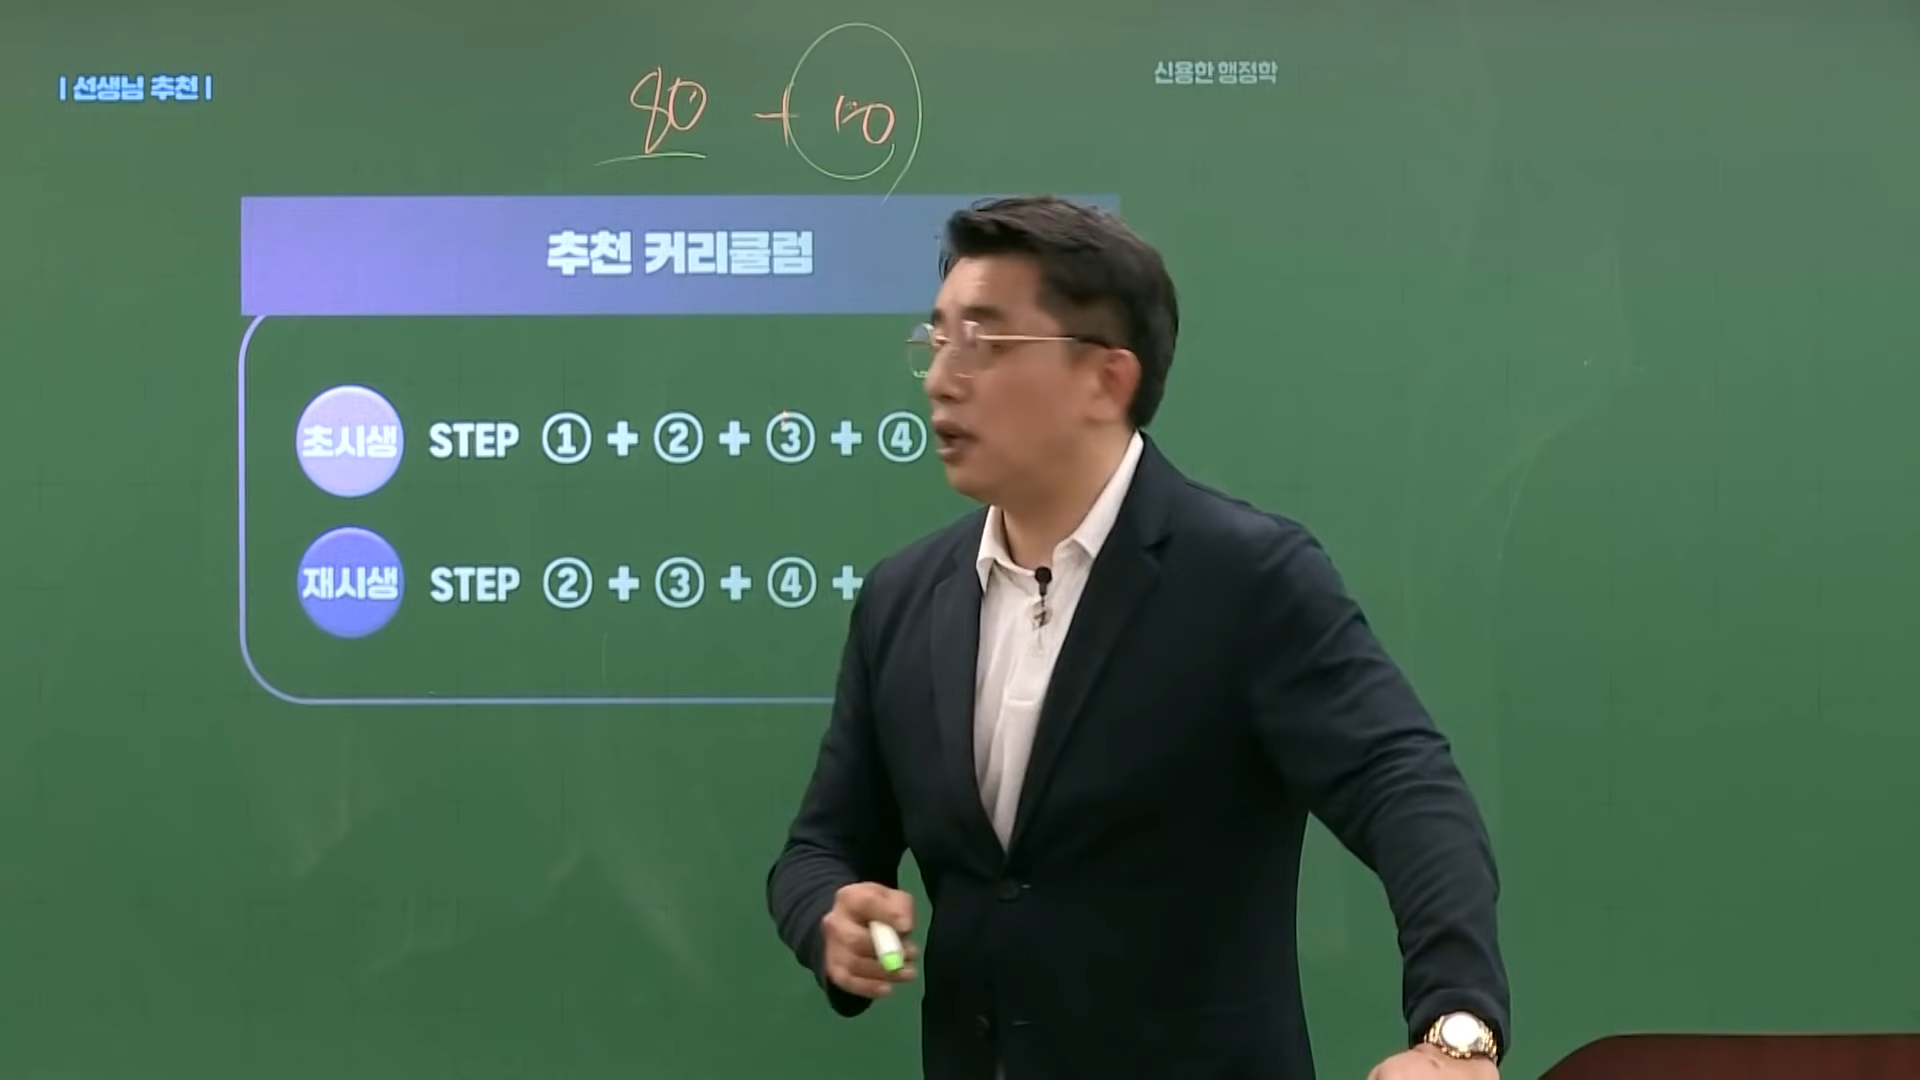 | 선생님 추천 |
80 + 10
신용한 행정학
추천 커리큘럼
초시생 STEP ① + ② + ③ + ④
재시생 STEP ② + ③ + ④ +